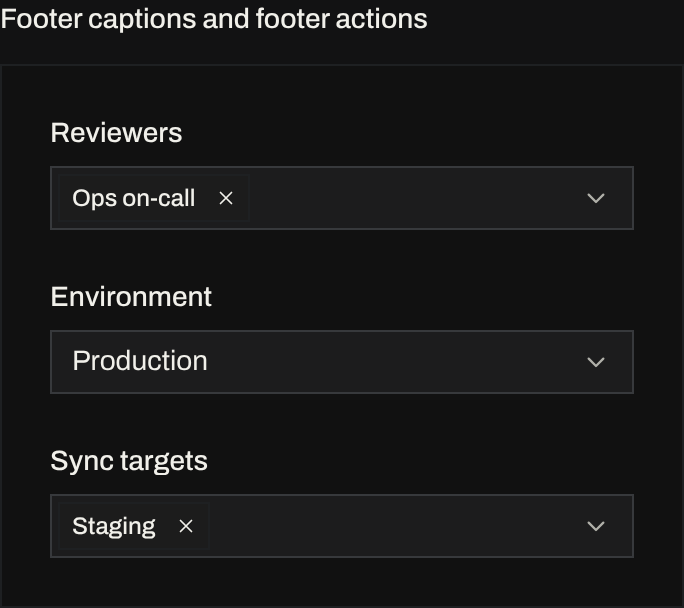 Footer captions and footer actions
Reviewers
Ops on-call
Environment
Production
Sync targets
Staging